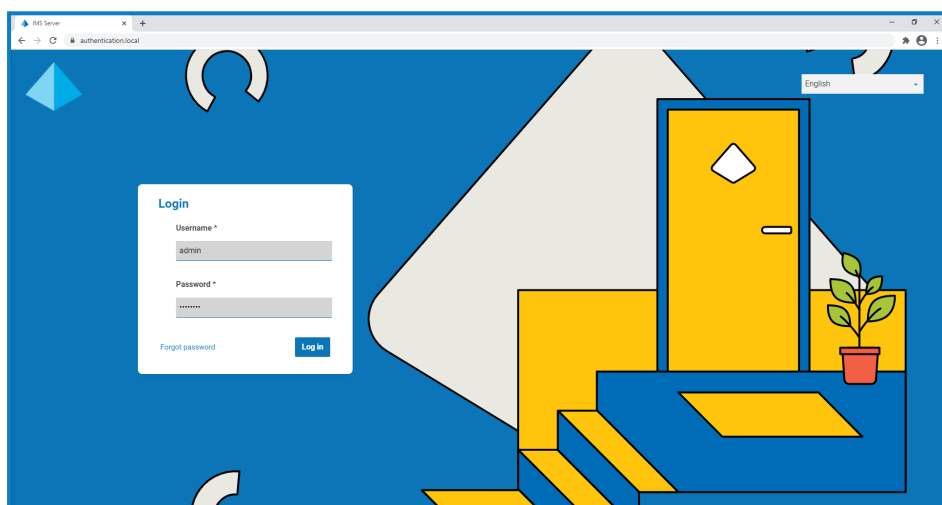 IMS Server
authentication.local
English
Login
Username *
admin
Password *
••••••••
Forgot password
Log in